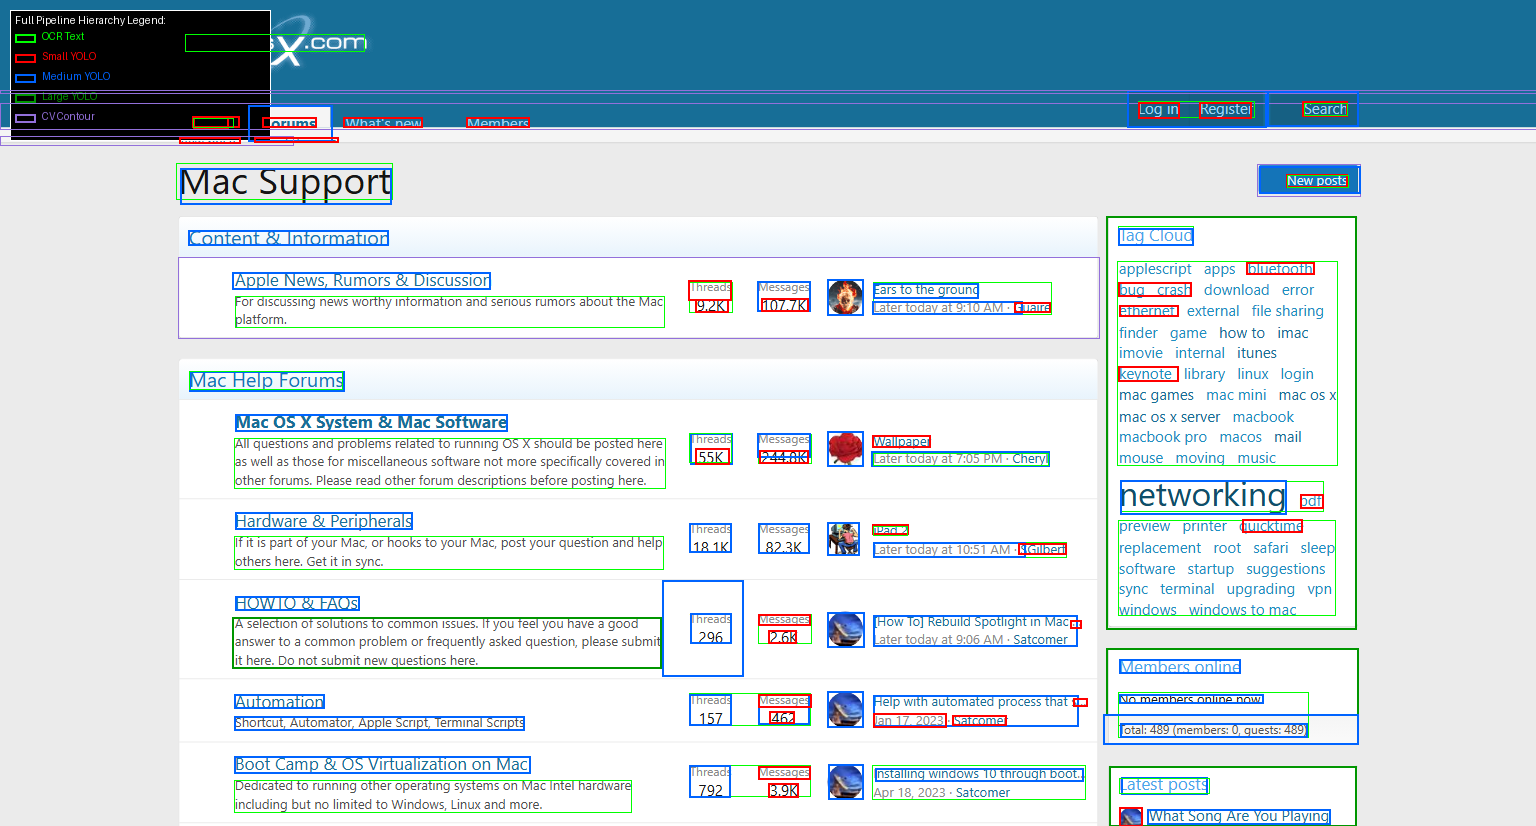 Full Pipeline Hierarchy Legend:
OCR Text
Small YOLO
Medium YOLO
Large YOLO
CV Contour
X.com
Forums
What's new
Members
Log in
Register
Search
Mac Support
New posts
Content & Information
Apple News, Rumors & Discussion
For discussing news worthy information and serious rumors about the Mac
platform.
Threads
9.2K
Messages
107.7K
Ears to the ground
Later today at 9:10 AM · Guaire
Mac Help Forums
Mac OS X System & Mac Software
All questions and problems related to running OS X should be posted here
as well as those for miscellaneous software not more specifically covered in
other forums. Please read other forum descriptions before posting here.
Threads
55K
Messages
244.8K
Wallpaper
Later today at 7:05 PM · Cheryl
Hardware & Peripherals
If it is part of your Mac, or hooks to your Mac, post your question and help
others here. Get it in sync.
Threads
18.1K
Messages
82.3K
iPad 2
Later today at 10:51 AM · SGilbert
HOWTO & FAQs
A selection of solutions to common issues. If you feel you have a good
answer to a common problem or frequently asked question, please submit
it here. Do not submit new questions here.
Threads
296
Messages
2.6K
[How To] Rebuild Spotlight in Mac...
Later today at 9:06 AM · Satcomer
Automation
Shortcut, Automator, Apple Script, Terminal Scripts
Threads
157
Messages
462
Help with automated process that s...
Jan 17, 2023 · Satcomer
Boot Camp & OS Virtualization on Mac
Dedicated to running other operating systems on Mac Intel hardware
including but no limited to Windows, Linux and more.
Threads
792
Messages
3.9K
Installing windows 10 through boot...
Apr 18, 2023 · Satcomer
Tag Cloud
applescript apps bluetooth
bug crash download error
ethernet external file sharing
finder game how to imac
imovie internal itunes
keynote library linux login
mac games mac mini mac os x
mac os x server macbook
macbook pro macos mail
mouse moving music
networking pdf
preview printer quicktime
replacement root safari sleep
software startup suggestions
sync terminal upgrading vpn
windows windows to mac
Members online
No members online now.
Total: 489 (members: 0, guests: 489)
Latest posts
What Song Are You Playing